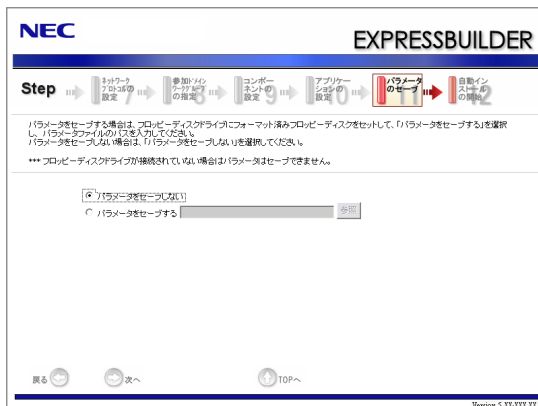 NEC
EXPRESSBUILDER
Step
ネットワーク
プロトコルの
設定 7
参加ドメイン
ワークグループ
の指定 8
コンポー
ネントの
設定 9
アプリケー
ションの
設定 10
パラメータ
のセーブ 11
自動イン
ストール
の開始 12
パラメータをセーブする場合は、フロッピーディスクドライブにフォーマット済みフロッピーディスクをセットして、「パラメータをセーブする」を選択
し、パラメータファイルのパスを入力してください。
パラメータをセーブしない場合は、「パラメータをセーブしない」を選択してください。
*** フロッピーディスクドライブが接続されていない場合はパラメータはセーブできません。
パラメータをセーブしない
パラメータをセーブする 参照
戻る
次へ
TOPへ
Version 5.XX-XXX.XX